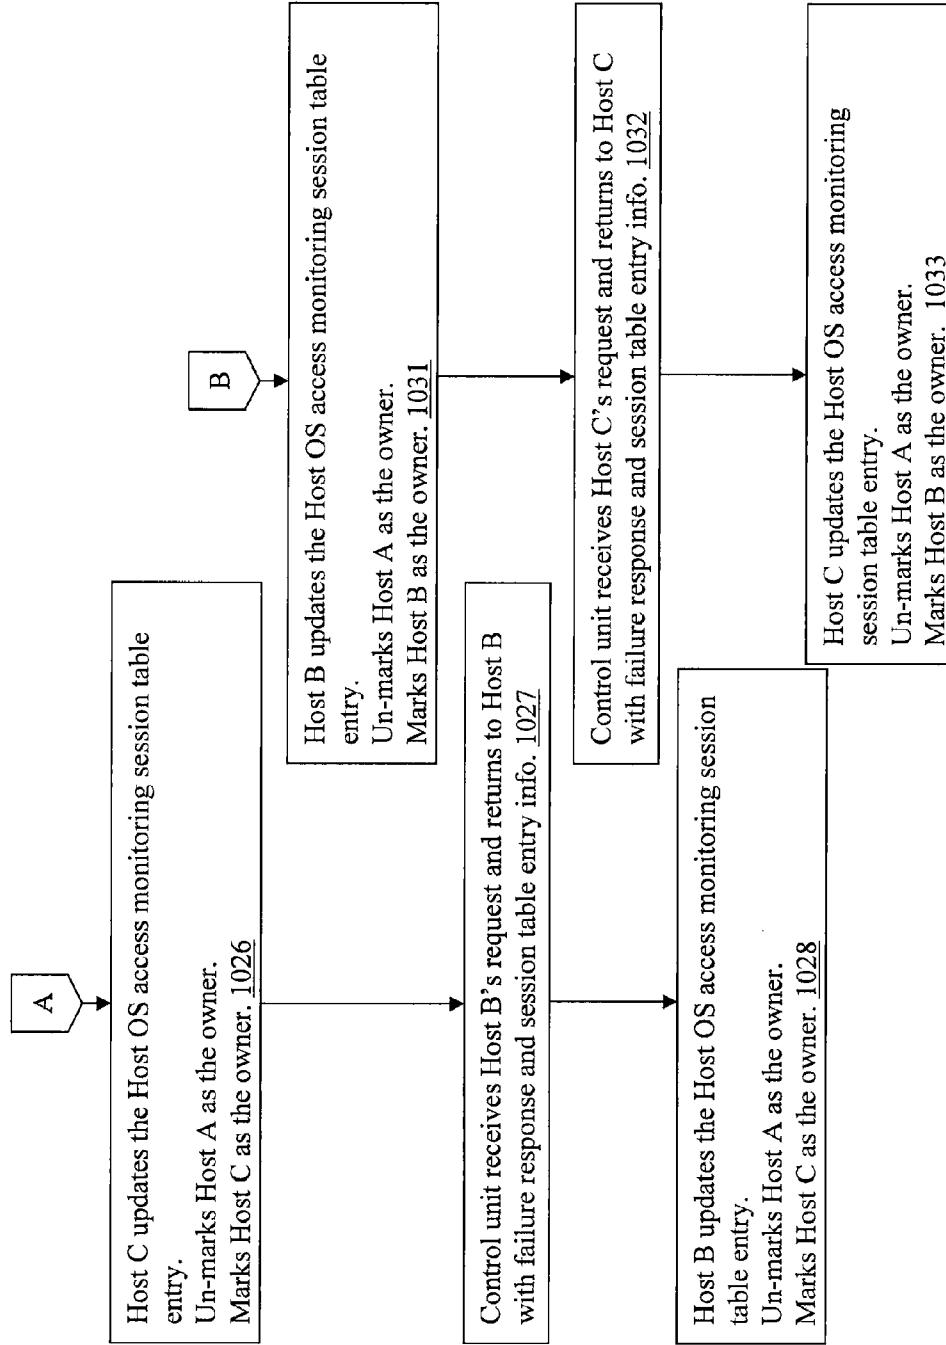 A
Host C updates the Host OS access monitoring session table
entry.
Un-marks Host A as the owner.
Marks Host C as the owner. 1026
Control unit receives Host B's request and returns to Host B
with failure response and session table entry info. 1027
Host B updates the Host OS access monitoring session
table entry.
Un-marks Host A as the owner.
Marks Host C as the owner. 1028
B
Host B updates the Host OS access monitoring session table
entry.
Un-marks Host A as the owner.
Marks Host B as the owner. 1031
Control unit receives Host C's request and returns to Host C
with failure response and session table entry info. 1032
Host C updates the Host OS access monitoring
session table entry.
Un-marks Host A as the owner.
Marks Host B as the owner. 1033